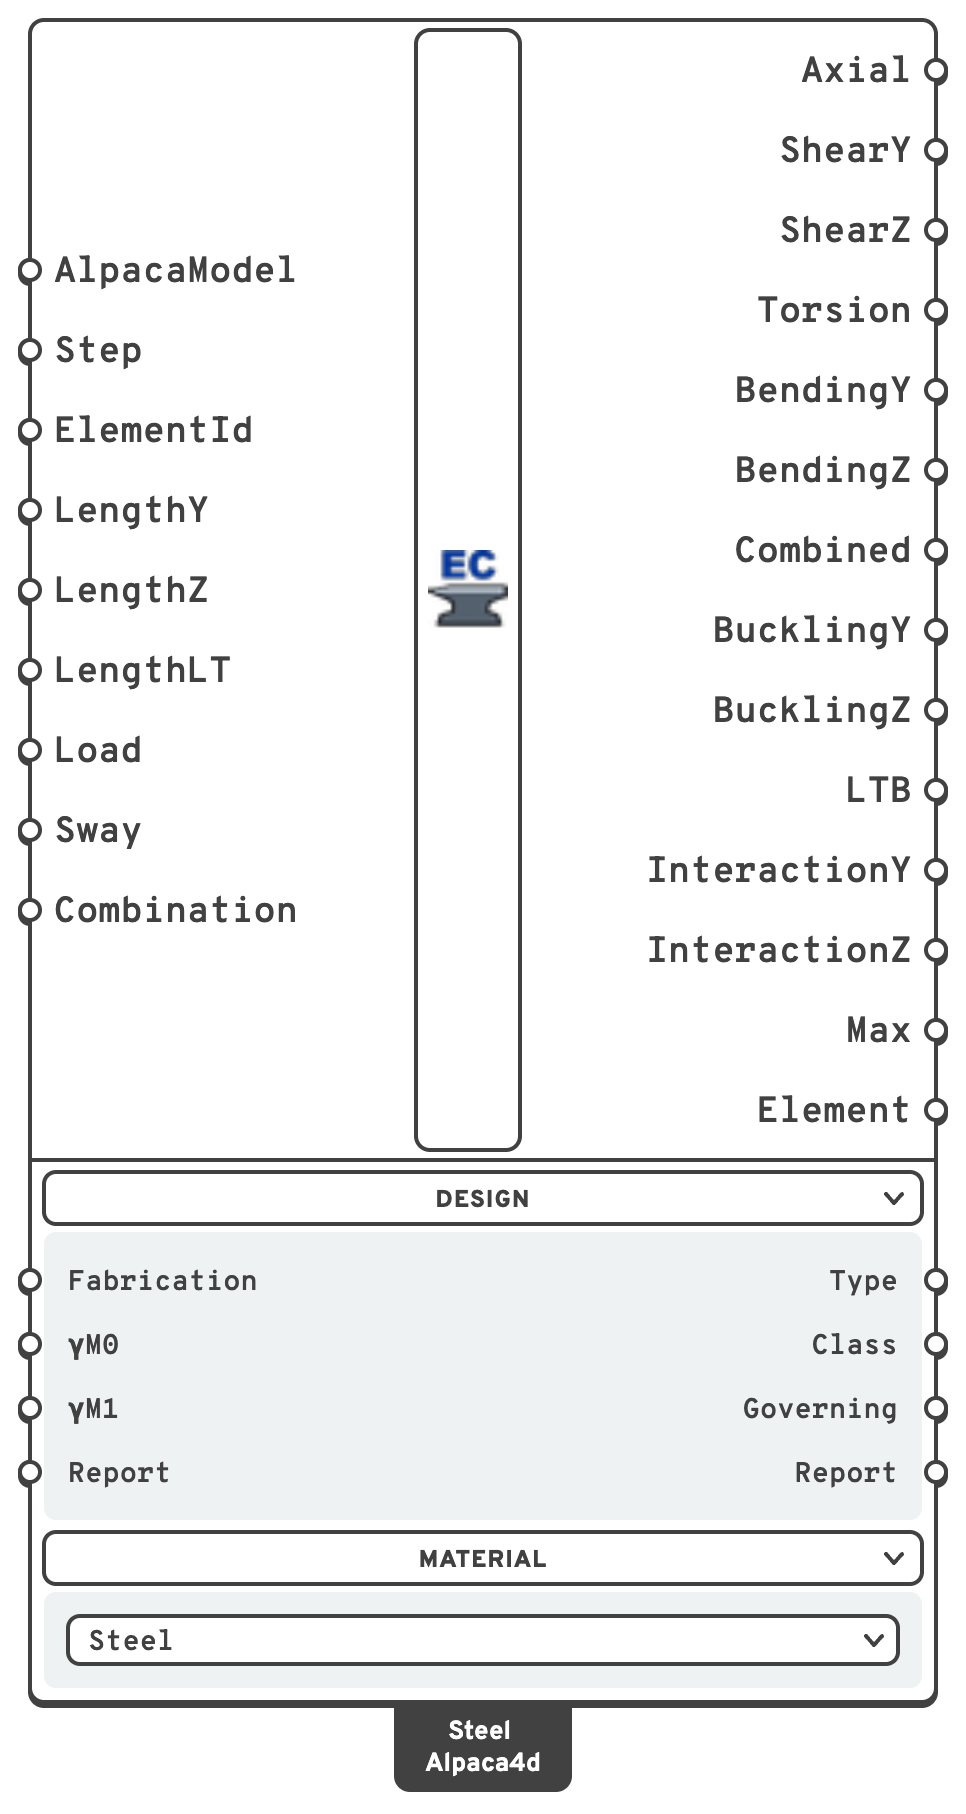 Axial
ShearY
ShearZ
AlpacaModel
Torsion
Step
BendingY
ElementId
BendingZ
LengthY
Combined
EC
LengthZ
BucklingY
LengthLT
BucklingZ
Load
LTB
Sway
InteractionY
Combination
InteractionZ
Max
Element
DESIGN
Fabrication Type
γM0 Class
γM1 Governing
Report Report
MATERIAL
Steel
Steel
Alpaca4d